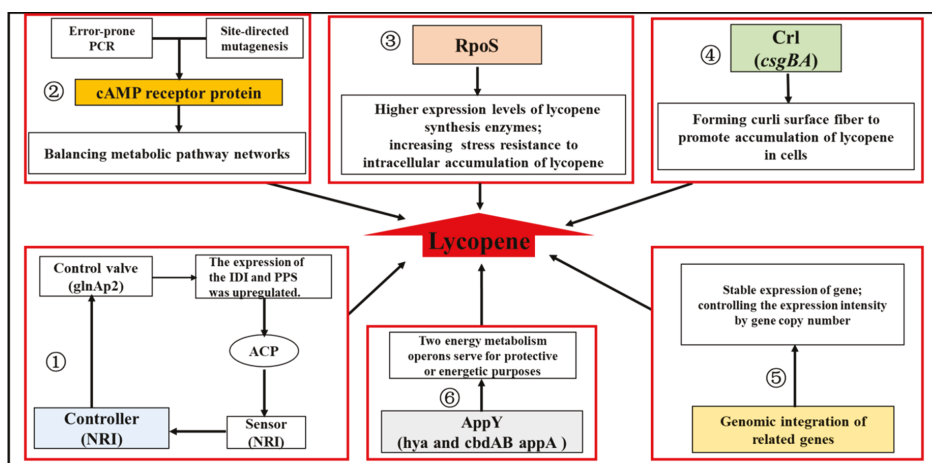 Error-prone
PCR
Site-directed
mutagenesis
②
cAMP receptor protein
Balancing metabolic pathway networks
③
RpoS
Higher expression levels of lycopene
synthesis enzymes;
increasing stress resistance to
intracellular accumulation of lycopene
④
Crl
(csgBA)
Forming curli surface fiber to
promote accumulation of lycopene
in cells
Lycopene
Control valve
(glnAp2)
The expression of
the IDI and PPS
was upregulated.
ACP
①
Controller
(NRI)
Sensor
(NRI)
Two energy metabolism
operons serve for protective
or energetic purposes
⑥
AppY
(hya and cbdAB appA )
Stable expression of gene;
controlling the expression intensity
by gene copy number
⑤
Genomic integration of
related genes